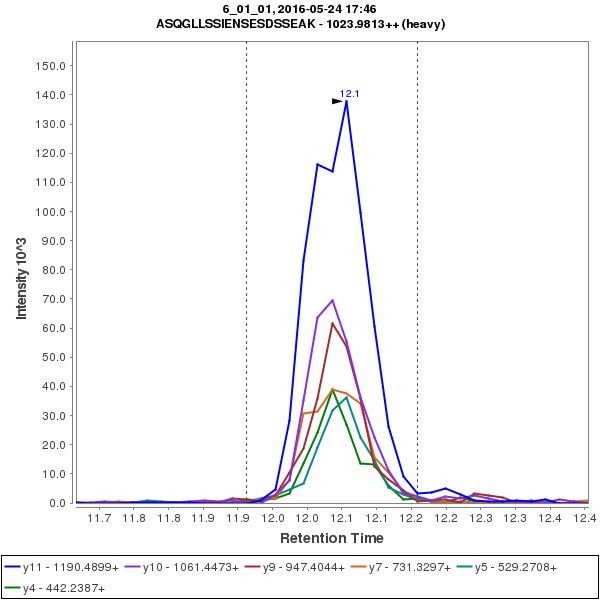 6_01_01, 2016-05-24 17:46
ASQGLLSSIENSESDSSEAK - 1023.9813++ (heavy)
150.0
140.0
130.0
120.0
110.0
100.0
90.0
80.0
70.0
60.0
50.0
40.0
30.0
20.0
10.0
0.0
Intensity 10^3
12.1
11.7 11.8 11.8 11.9 11.9 12.0 12.0 12.1 12.1 12.2 12.2 12.3 12.3 12.4 12.4
Retention Time
y11 - 1190.4899+ y10 - 1061.4473+ y9 - 947.4044+ y7 - 731.3297+ y5 - 529.2708+
y4 - 442.2387+